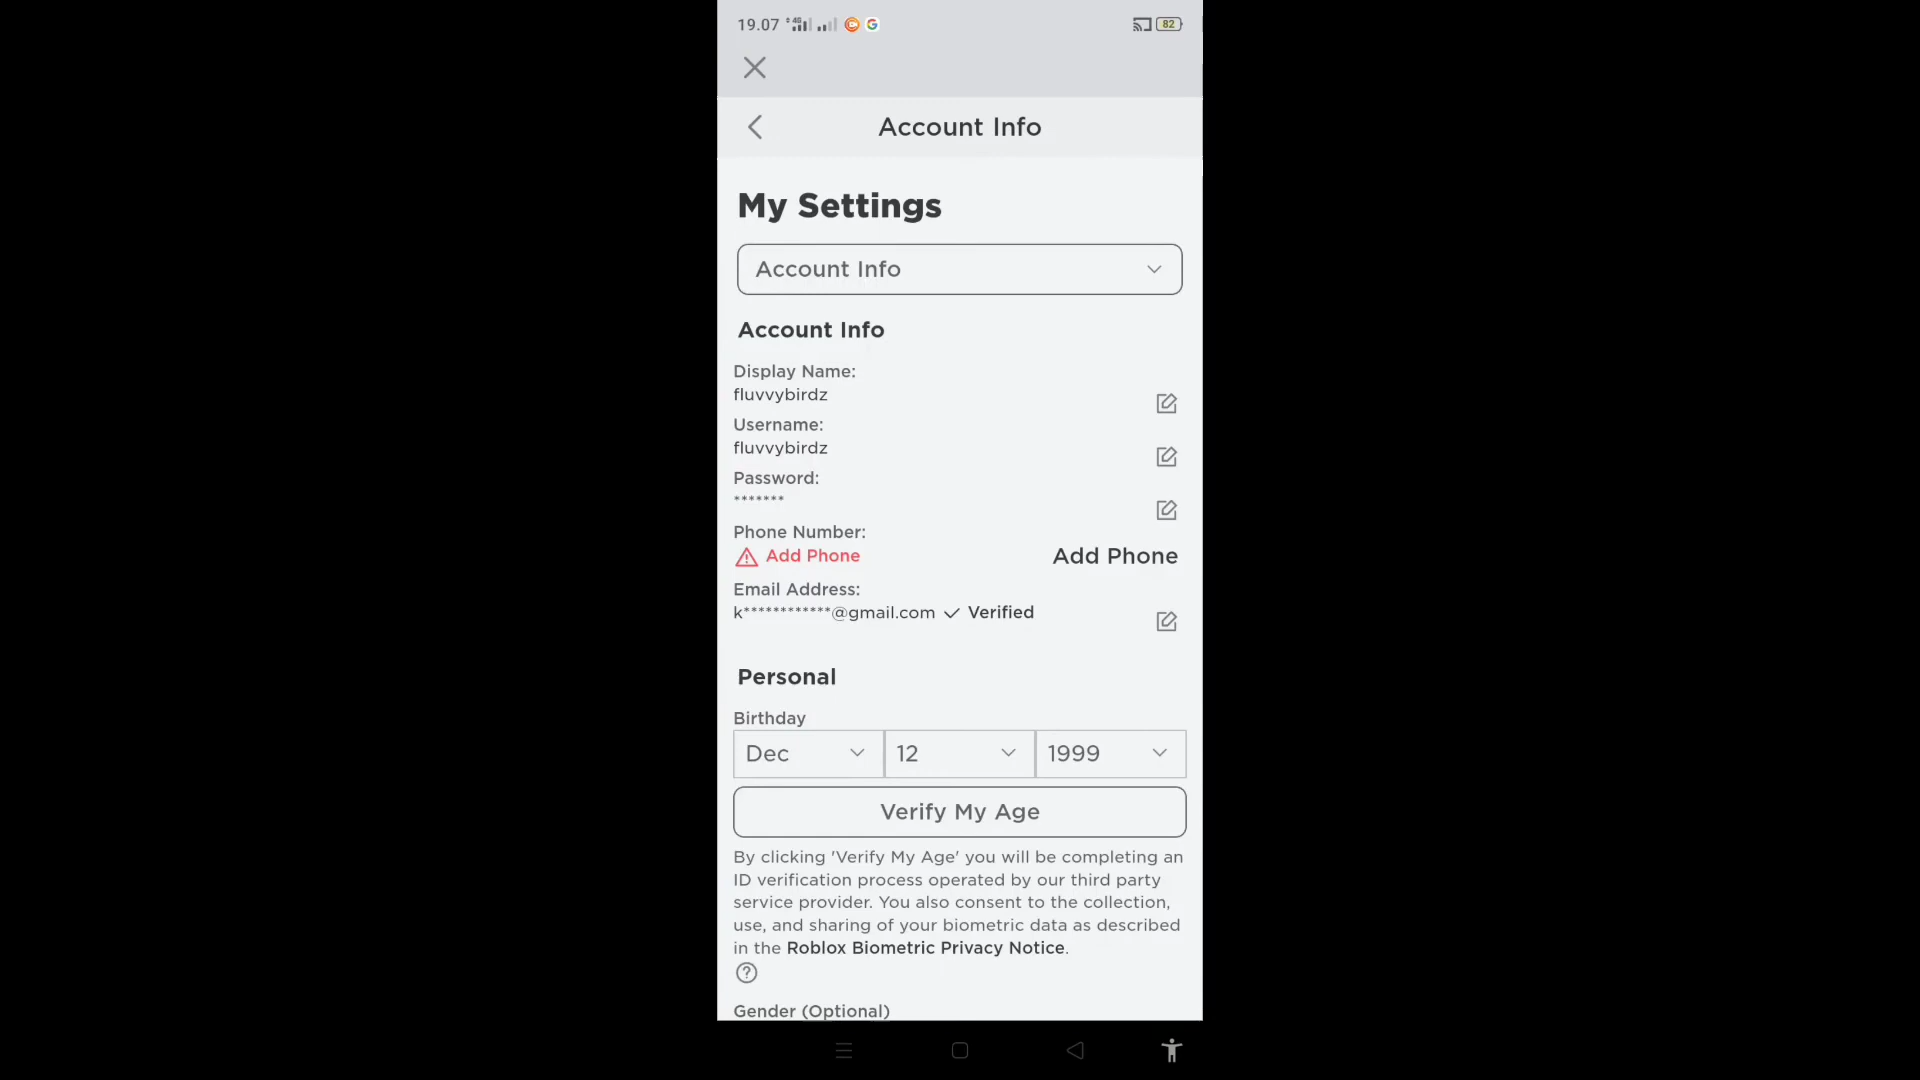 19.07 4G 82
Account Info
My Settings
Account Info
Account Info
Display Name:
fluvvybirdz
Username:
fluvvybirdz
Password:
*******
Phone Number:
Add Phone Add Phone
Email Address:
k************@gmail.com Verified
Personal
Birthday
Dec 12 1999
Verify My Age
By clicking 'Verify My Age' you will be completing an
ID verification process operated by our third party
service provider. You also consent to the collection,
use, and sharing of your biometric data as described
in the Roblox Biometric Privacy Notice.
Gender (Optional)